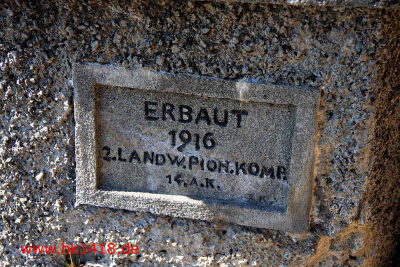 ERBAUT
1916
2.LANDW.PION.KOMP.
14.A.K.
www.hk1418.de